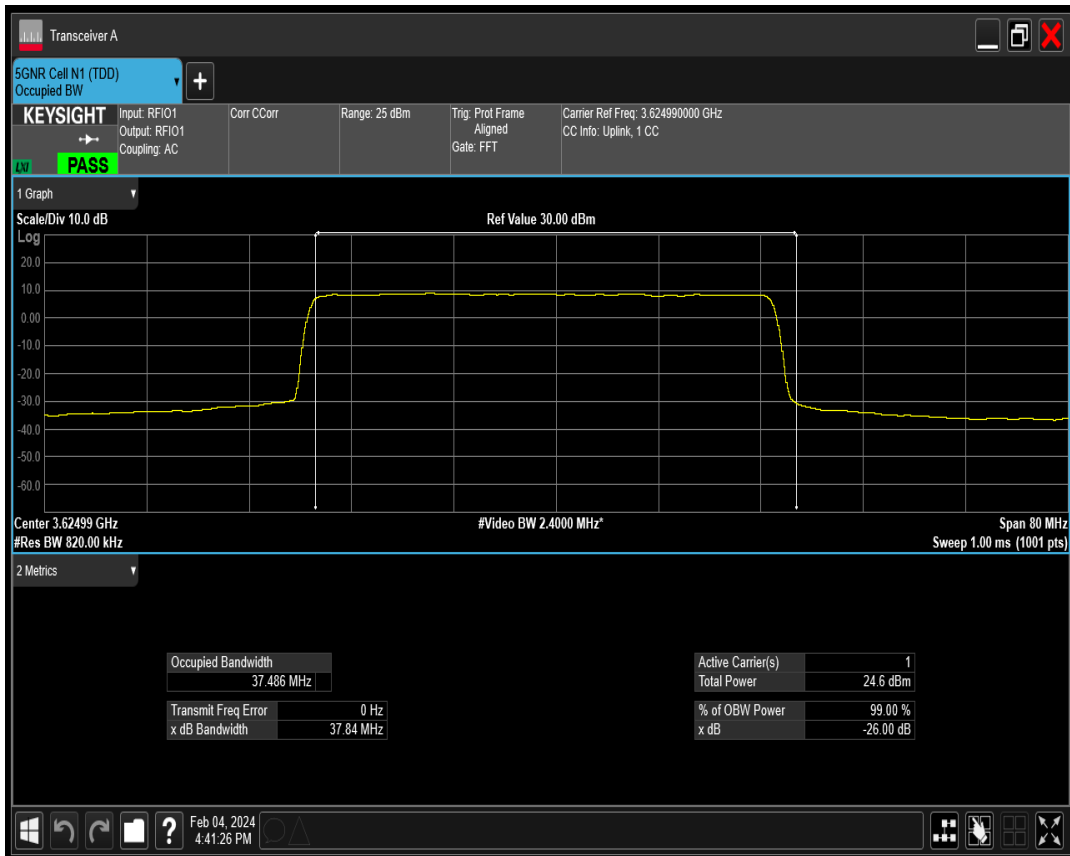 Transceiver A
5GNR Cell N1 (TDD)
Occupied BW
+
KEYSIGHT
LXI
PASS
Input: RFIO1
Output: RFIO1
Coupling: AC
Corr CCorr
Range: 25 dBm
Trig: Prot Frame
Aligned
Gate: FFT
Carrier Ref Freq: 3.624990000 GHz
CC Info: Uplink, 1 CC
1 Graph
Scale/Div 10.0 dB
Ref Value 30.00 dBm
Log
20.0
10.0
0.00
-10.0
-20.0
-30.0
-40.0
-50.0
-60.0
Center 3.62499 GHz
#Video BW 2.4000 MHz*
Span 80 MHz
#Res BW 820.00 kHz
Sweep 1.00 ms (1001 pts)
2 Metrics
Occupied Bandwidth
37.486 MHz
Transmit Freq Error 0 Hz
x dB Bandwidth 37.84 MHz
Active Carrier(s) 1
Total Power 24.6 dBm
% of OBW Power 99.00 %
x dB -26.00 dB
?
Feb 04, 2024
4:41:26 PM